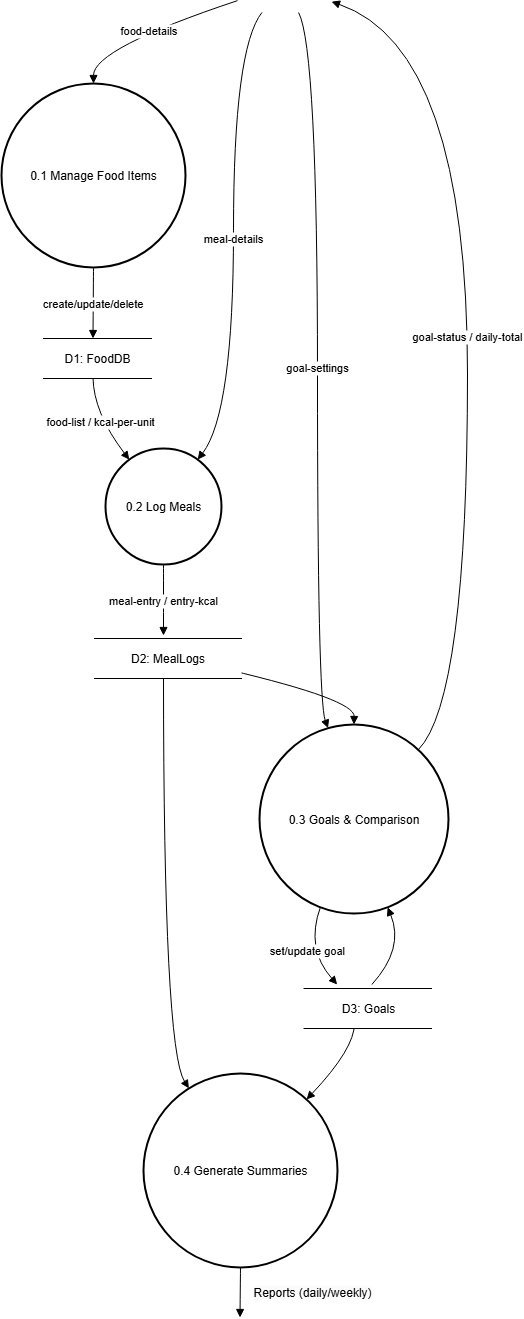 food-details
0.1 Manage Food Items
meal-details
create/update/delete
goal-status / daily-total
D1: FoodDB
goal-settings
food-list / kcal-per-unit
0.2 Log Meals
meal-entry / entry-kcal
D2: MealLogs
0.3 Goals & Comparison
set/update goal
D3: Goals
0.4 Generate Summaries
Reports (daily/weekly)